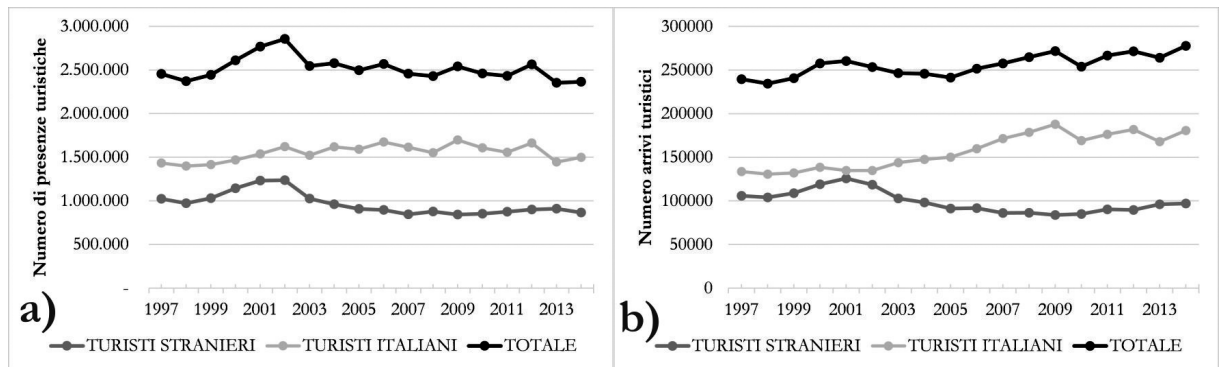 Numero di presenze turistiche
3.000.000
2.500.000
2.000.000
1.500.000
1.000.000
500.000
-
1997 1999 2001 2003 2005 2007 2009 2011 2013
a)
TURISTI STRANIERI TURISTI ITALIANI TOTALE
Numero arrivi turistici
300000
250000
200000
150000
100000
50000
0
1997 1999 2001 2003 2005 2007 2009 2011 2013
b)
TURISTI STRANIERI TURISTI ITALIANI TOTALE